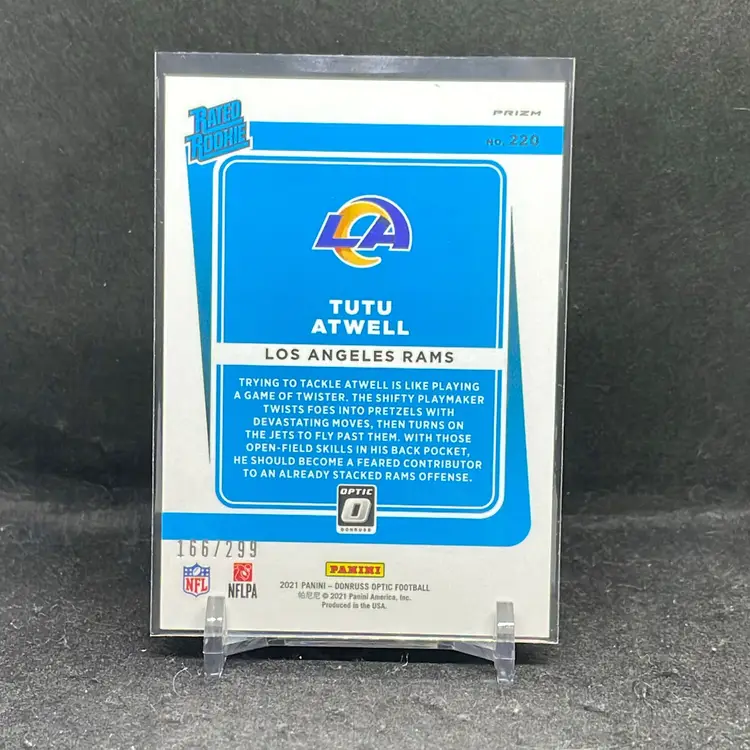 RATED
ROOKIE
PRIZM
NO. 220
LA
TUTU
ATWELL
LOS ANGELES RAMS
TRYING TO TACKLE ATWELL IS LIKE PLAYING
A GAME OF TWISTER. THE SHIFTY PLAYMAKER
TWISTS FOES INTO PRETZELS WITH
DEVASTATING MOVES, THEN TURNS ON
THE JETS TO FLY PAST THEM. WITH THOSE
OPEN-FIELD SKILLS IN HIS BACK POCKET,
HE SHOULD BECOME A FEARED CONTRIBUTOR
TO AN ALREADY STACKED RAMS OFFENSE.
OPTIC
O
DONRUSS
166/299
NFL
NFLPA
PANINI
2021 PANINI – DONRUSS OPTIC FOOTBALL
帕尼尼 © 2021 Panini America, Inc.
Produced in the USA.